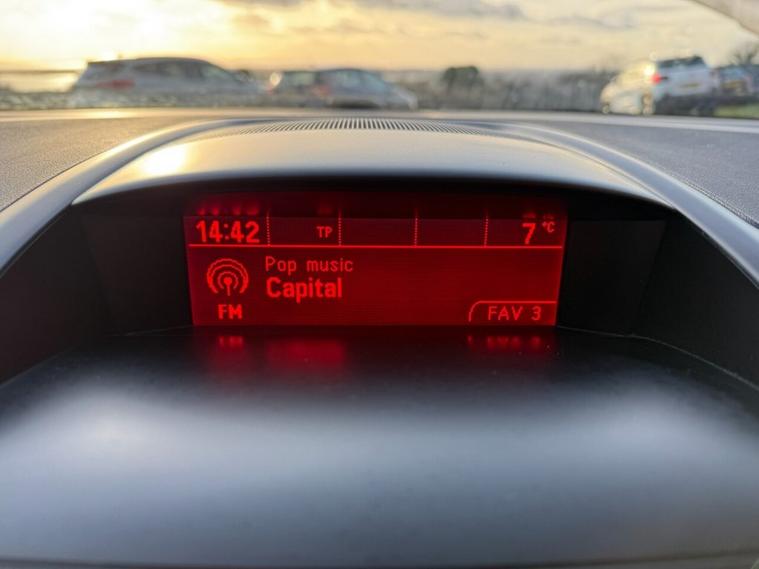 14:42 TP 7 °C
Pop music
Capital
FM FAV 3